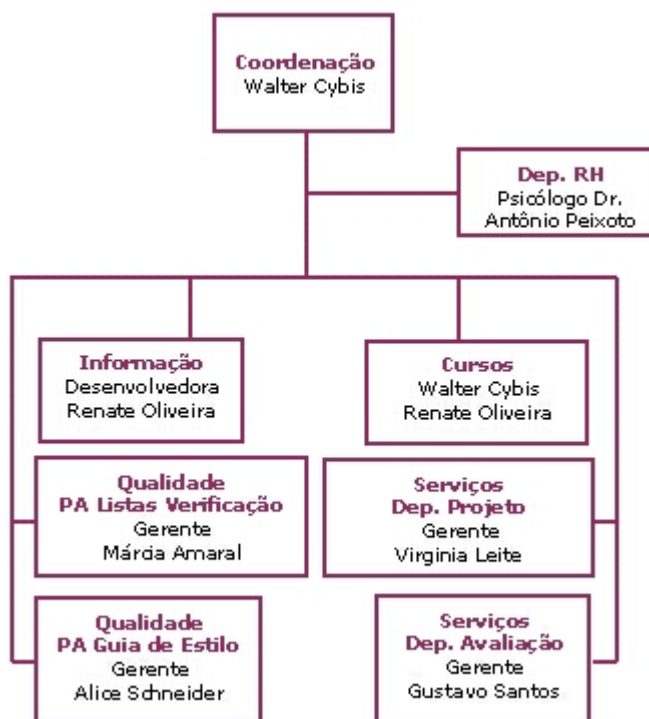 Coordenação
Walter Cybis
Dep. RH
Psicólogo Dr.
Antônio Peixoto
Informação
Desenvolvedora
Renate Oliveira
Cursos
Walter Cybis
Renate Oliveira
Qualidade
PA Listas Verificação
Gerente
Márcia Amaral
Serviços
Dep. Projeto
Gerente
Virginia Leite
Qualidade
PA Guia de Estilo
Gerente
Alice Schneider
Serviços
Dep. Avaliação
Gerente
Gustavo Santos